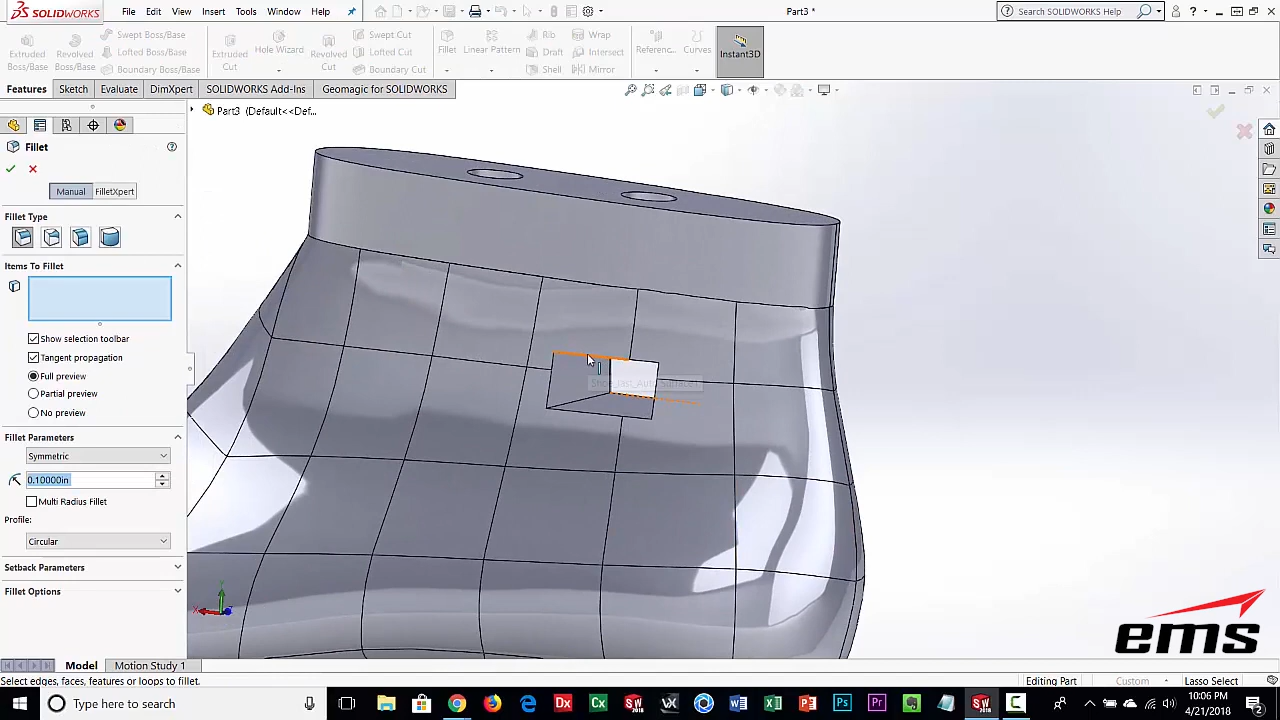 SOLIDWORKS File Edit View Insert Tools Window Help Part3 * Search SOLIDWORKS Help
Extruded Boss/Base
Revolved Boss/Base
Swept Boss/Base
Lofted Boss/Base
Boundary Boss/Base
Extruded Cut
Hole Wizard
Revolved Cut
Swept Cut
Lofted Cut
Boundary Cut
Fillet
Linear Pattern
Rib
Draft
Shell
Wrap
Intersect
Mirror
Referenc...
Curves
Instant3D
Features Sketch Evaluate DimXpert SOLIDWORKS Add-Ins Geomagic for SOLIDWORKS
Part3 (Default<<Def...
Fillet
Manual FilletXpert
Fillet Type
Items To Fillet
Show selection toolbar
Tangent propagation
Full preview
Partial preview
No preview
Fillet Parameters
Symmetric
0.10000in
Multi Radius Fillet
Profile:
Circular
Setback Parameters
Fillet Options
Y
X
ems
Model Motion Study 1
Select edges, faces, features or loops to fillet. Editing Part Custom Lasso Select
Type here to search
10:06 PM
4/21/2018